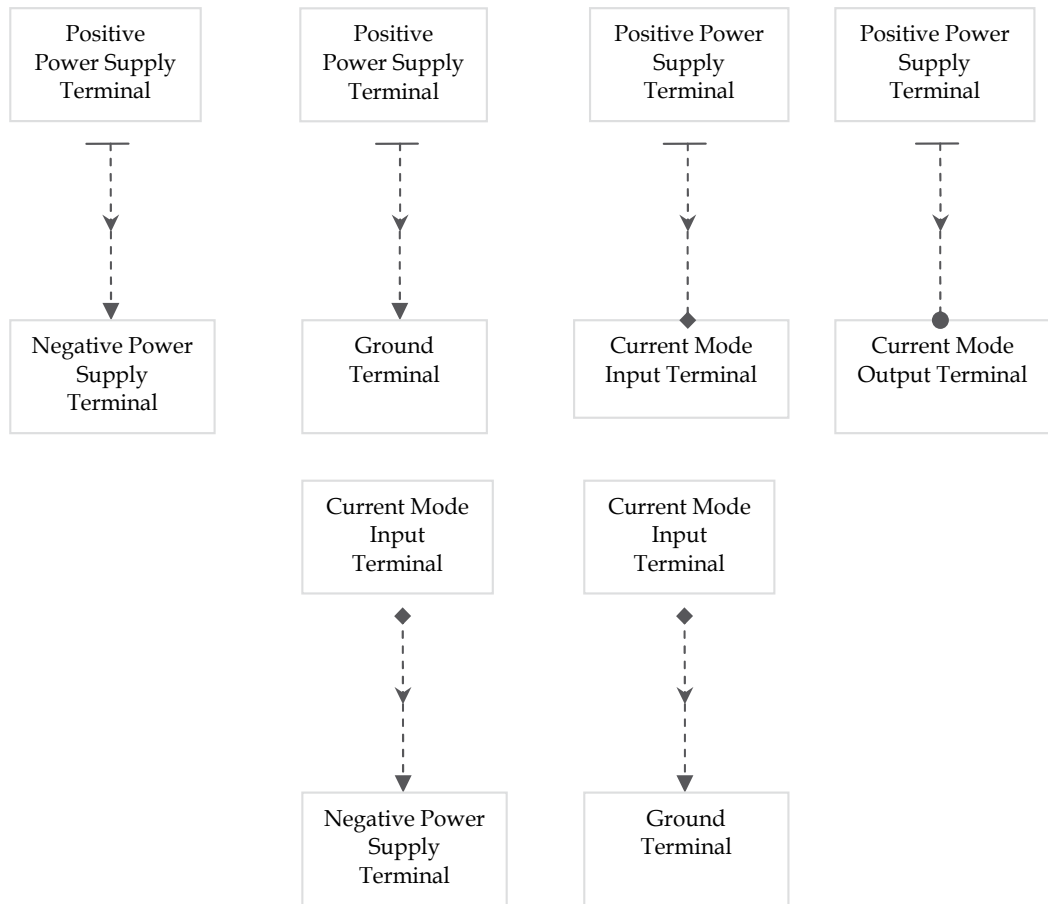 Positive
Power Supply
Terminal
Positive
Power Supply
Terminal
Positive Power
Supply
Terminal
Positive Power
Supply
Terminal
Negative Power
Supply
Terminal
Ground
Terminal
Current Mode
Input Terminal
Current Mode
Output Terminal
Current Mode
Input
Terminal
Current Mode
Input
Terminal
Negative Power
Supply
Terminal
Ground
Terminal